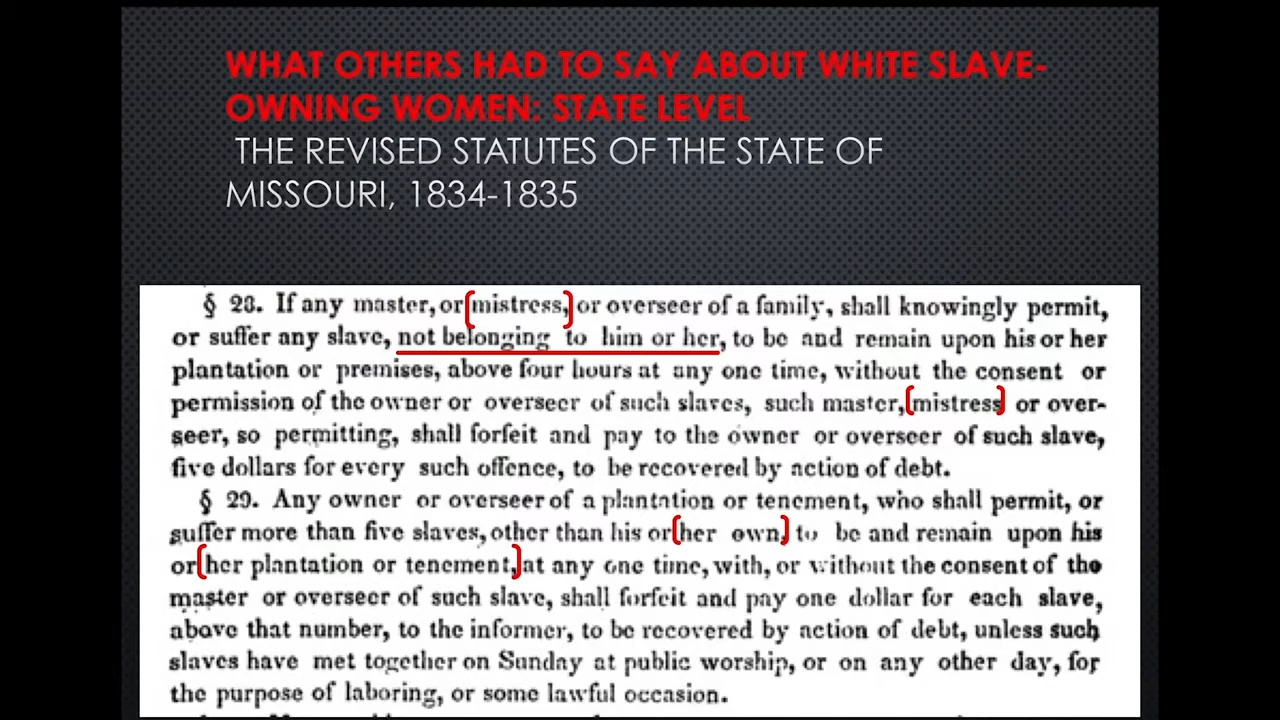 WHAT OTHERS HAD TO SAY ABOUT WHITE SLAVE-
OWNING WOMEN: STATE LEVEL
THE REVISED STATUTES OF THE STATE OF
MISSOURI, 1834-1835
§ 28. If any master, or mistress, or overseer of a family, shall knowingly permit,
or suffer any slave, not belonging to him or her, to be and remain upon his or her
plantation or premises, above four hours at any one time, without the consent or
permission of the owner or overseer of such slaves, such master, mistress or over-
seer, so permitting, shall forfeit and pay to the owner or overseer of such slave,
five dollars for every such offence, to be recovered by action of debt.
§ 29. Any owner or overseer of a plantation or tenement, who shall permit, or
suffer more than five slaves, other than his or her own, to be and remain upon his
or her plantation or tenement, at any one time, with, or without the consent of the
master or overseer of such slave, shall forfeit and pay one dollar for each slave,
above that number, to the informer, to be recovered by action of debt, unless such
slaves have met together on Sunday at public worship, or on any other day, for
the purpose of laboring, or some lawful occasion.